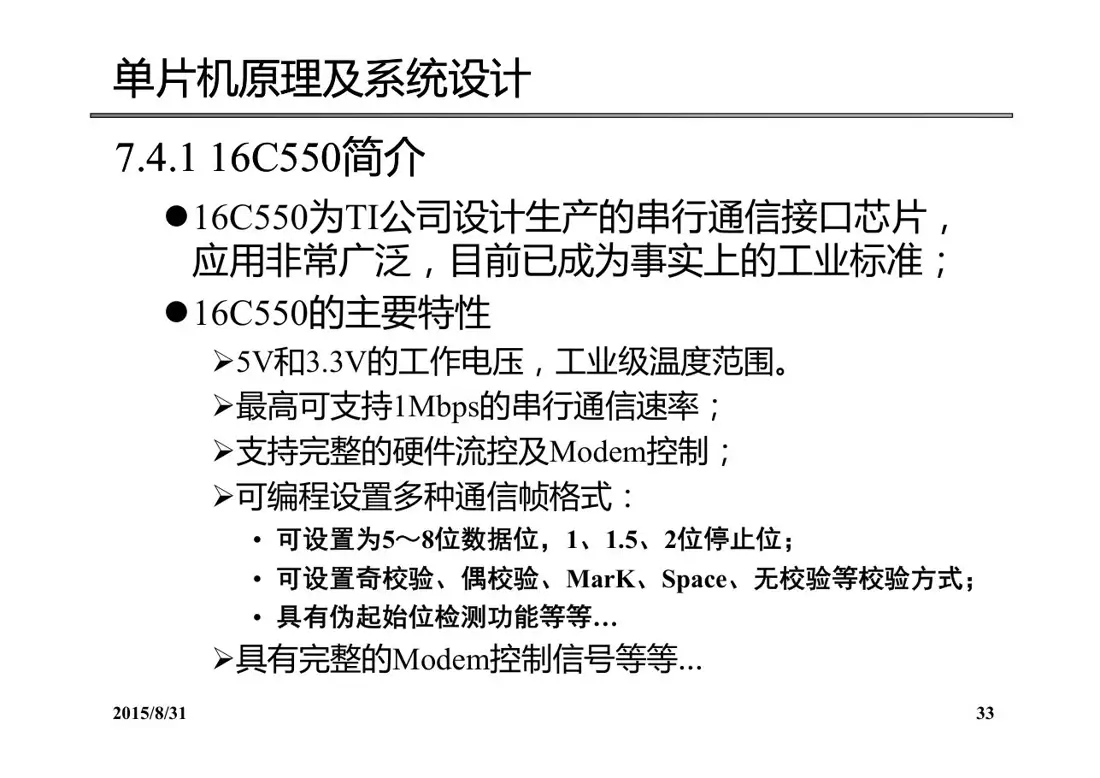 单片机原理及系统设计
7.4.1 16C550简介
●16C550为TI公司设计生产的串行通信接口芯片，
应用非常广泛，目前已成为事实上的工业标准；
●16C550的主要特性
➢5V和3.3V的工作电压，工业级温度范围。
➢最高可支持1Mbps的串行通信速率；
➢支持完整的硬件流控及Modem控制；
➢可编程设置多种通信帧格式：
• 可设置为5～8位数据位，1、1.5、2位停止位；
• 可设置奇校验、偶校验、MarK、Space、无校验等校验方式；
• 具有伪起始位检测功能等等...
➢具有完整的Modem控制信号等等...
2015/8/31
33